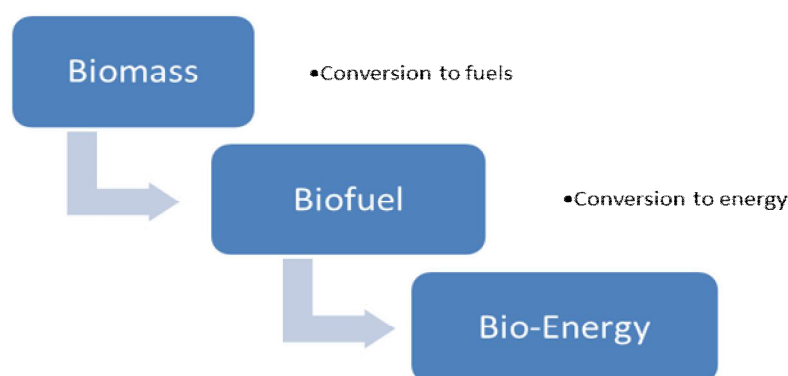 Biomass
•Conversion to fuels
Biofuel
•Conversion to energy
Bio-Energy